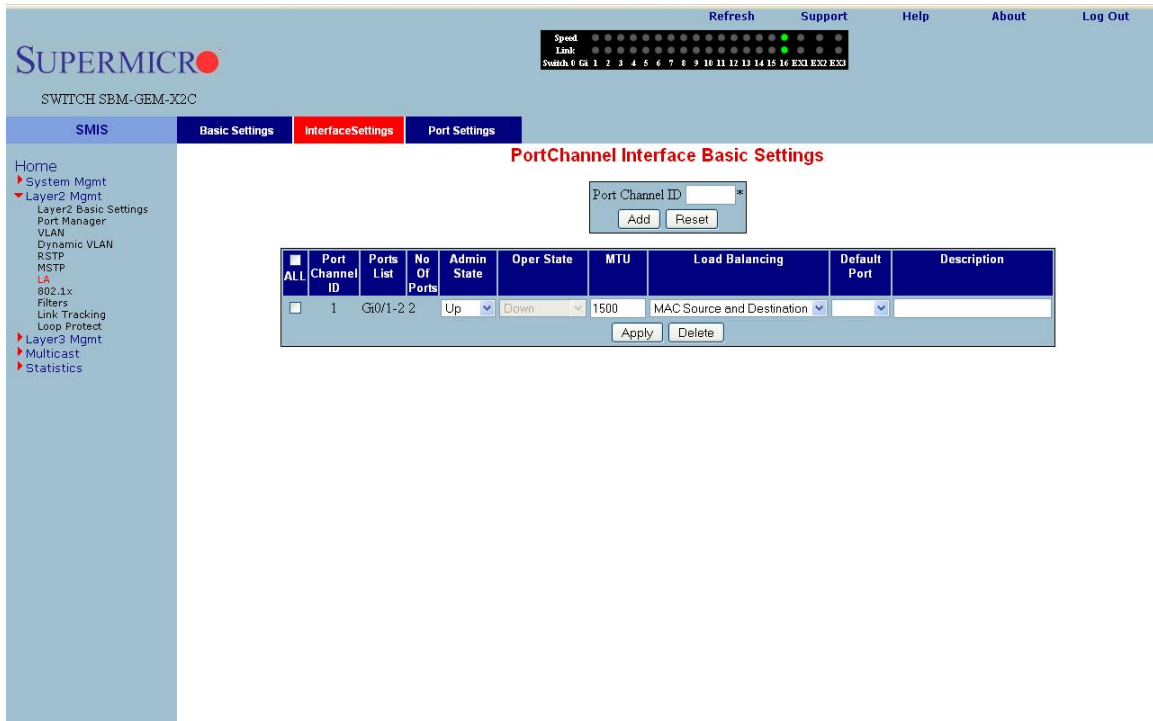 Refresh Support Help About Log Out
Speed
Link
Switch 0 Gi 1 2 3 4 5 6 7 8 9 10 11 12 13 14 15 16 EX1 EX2 EX3
SUPERMICRO
SWITCH SBM-GEM-X2C
SMIS
Basic Settings InterfaceSettings Port Settings
Home
System Mgmt
Layer2 Mgmt
Layer2 Basic Settings
Port Manager
VLAN
Dynamic VLAN
RSTP
MSTP
LA
802.1x
Filters
Link Tracking
Loop Protect
Layer3 Mgmt
Multicast
Statistics
PortChannel Interface Basic Settings
Port Channel ID *
Add Reset
ALL Port Channel ID Ports List No Of Ports Admin State Oper State MTU Load Balancing Default Port Description
1 Gi0/1-2 2 Up Down 1500 MAC Source and Destination
Apply Delete